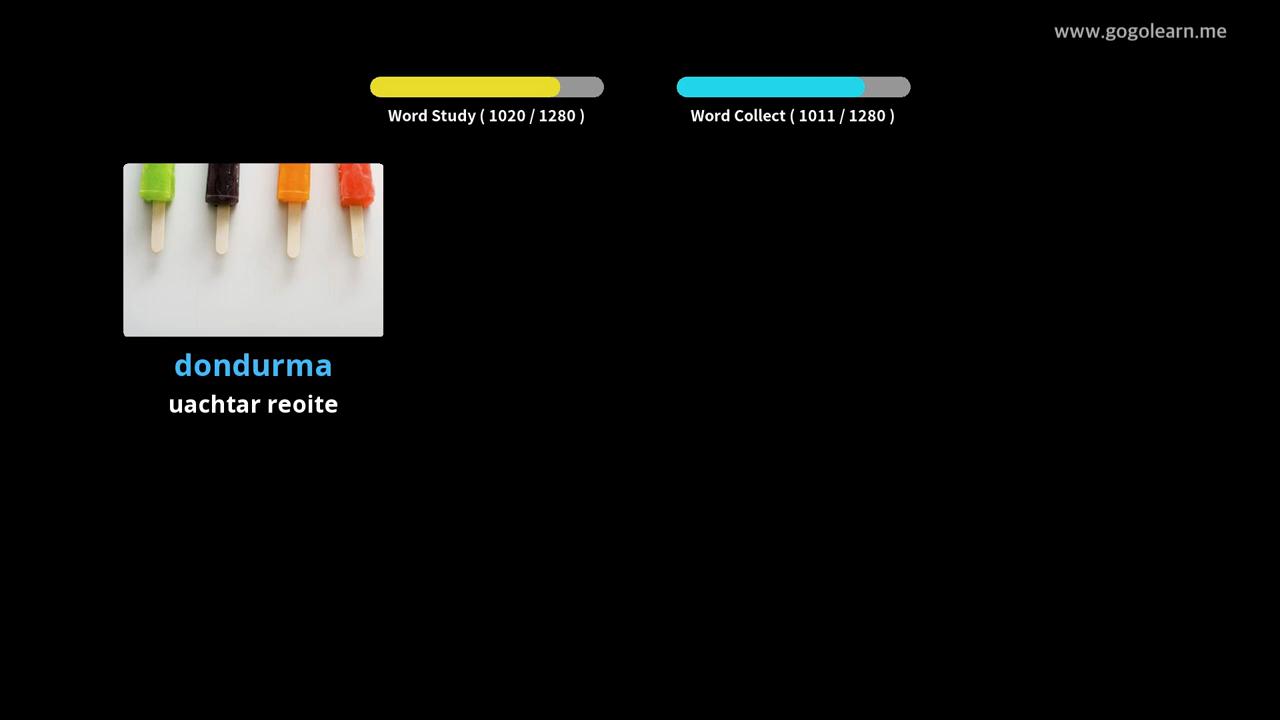 www.gogolearn.me
Word Study ( 1020 / 1280 )
Word Collect ( 1011 / 1280 )
dondurma
uachtar reoite